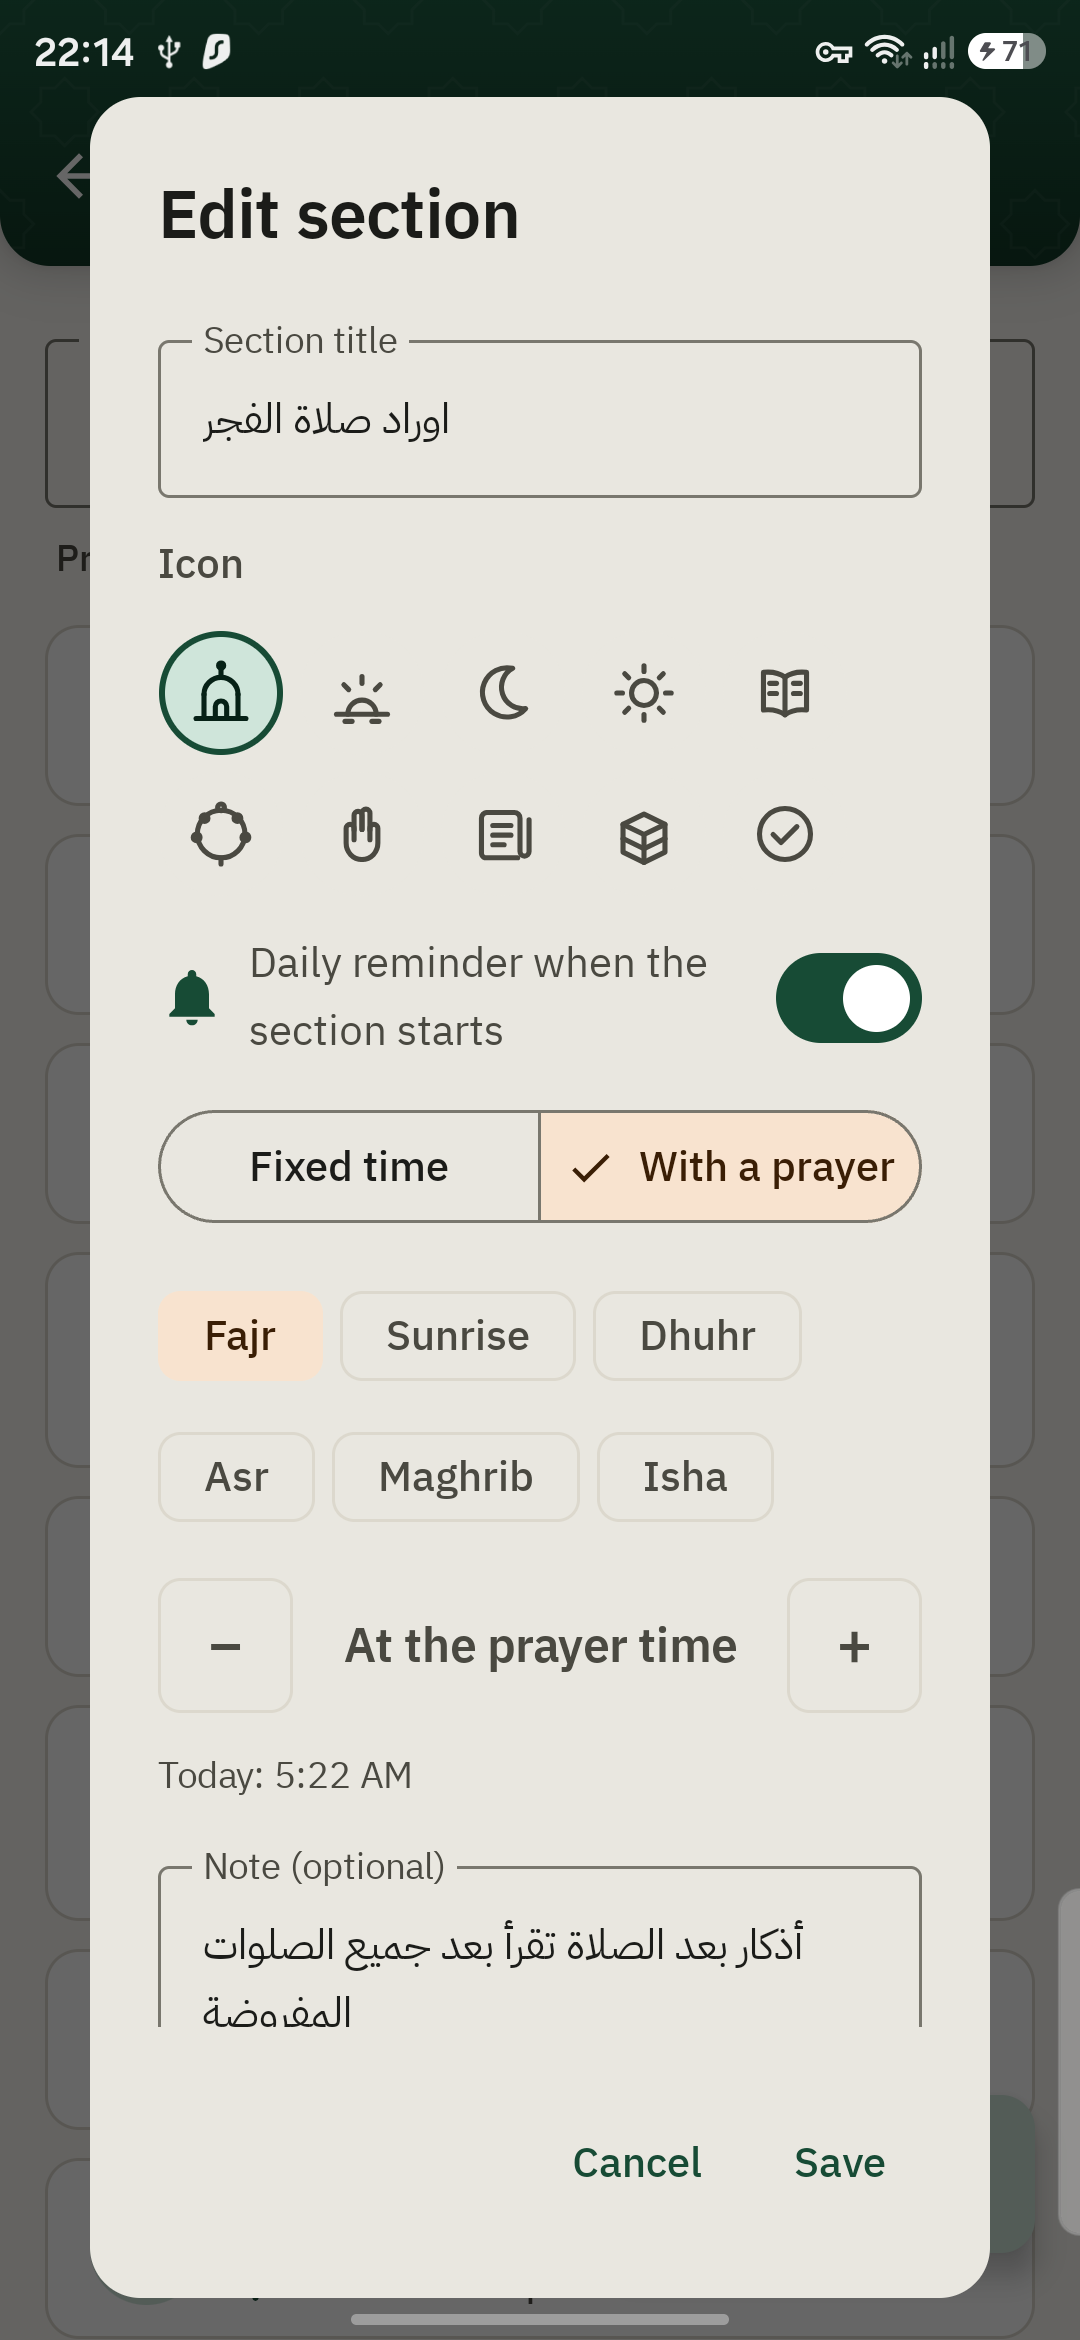 22:14
71
Edit section
Section title
اوراد صلاة الفجر
Pr
Icon
Daily reminder when the
section starts
Fixed time
With a prayer
Fajr
Sunrise
Dhuhr
Asr
Maghrib
Isha
− At the prayer time +
Today: 5:22 AM
Note (optional)
أذكار بعد الصلاة تقرأ بعد جميع الصلوات
المفروضة
Cancel
Save